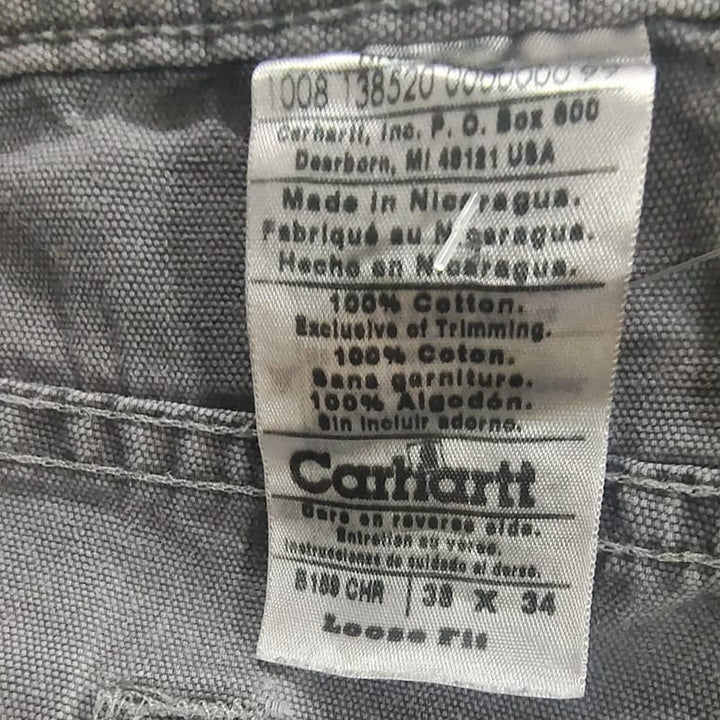 1008 138520 0000000 99
Carhartt, Inc. P. O. Box 600
Dearborn, MI 48121 USA
Made in Nicaragua.
Fabriqué au Nicaragua.
Hecho en Nicaragua.
100% Cotton.
Exclusive of Trimming.
100% Coton.
Sans garniture.
100% Algodón.
Sin incluir adorno.
Carhartt
Care on reverse side.
Entretien au verso.
Instrucciones de cuidado al dorso.
CHR 38 X 34
Loose Fit